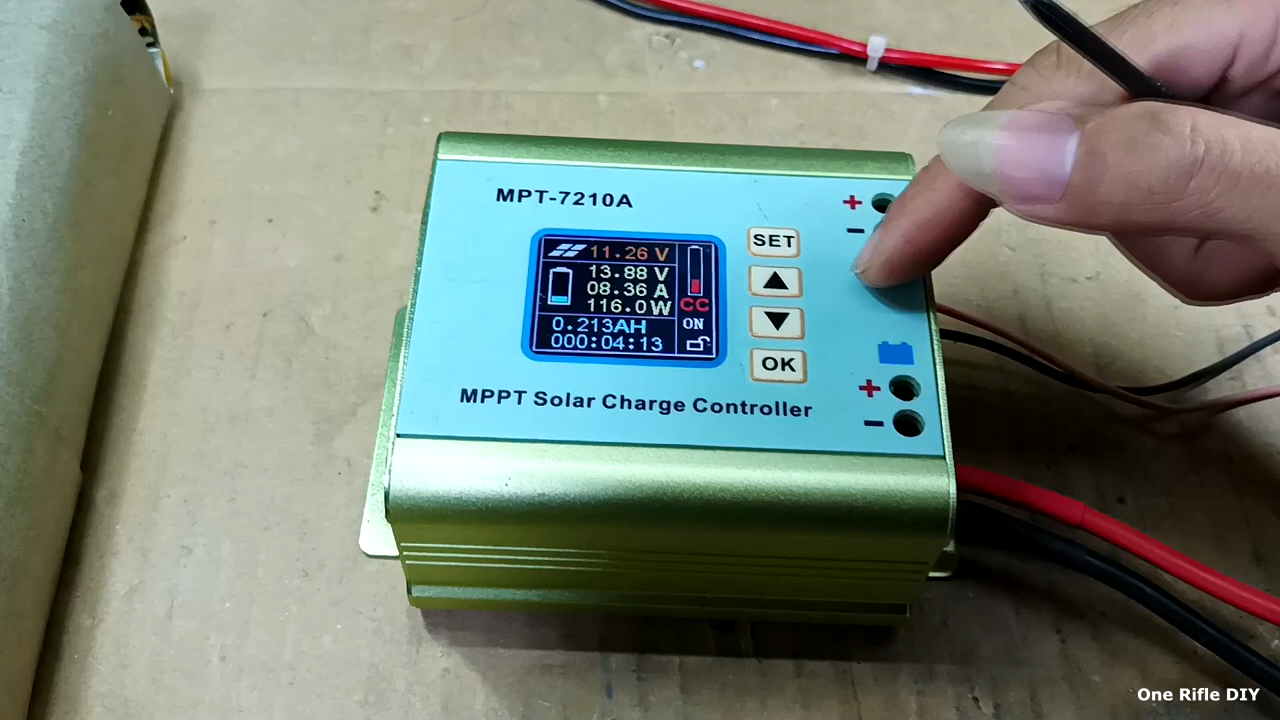 MPT-7210A
11.26 V
13.88 V
08.36 A
116.0W
CC
0.213AH
ON
000:04:13
SET
▲
▼
OK
+
-
+
-
MPPT Solar Charge Controller
One Rifle DIY